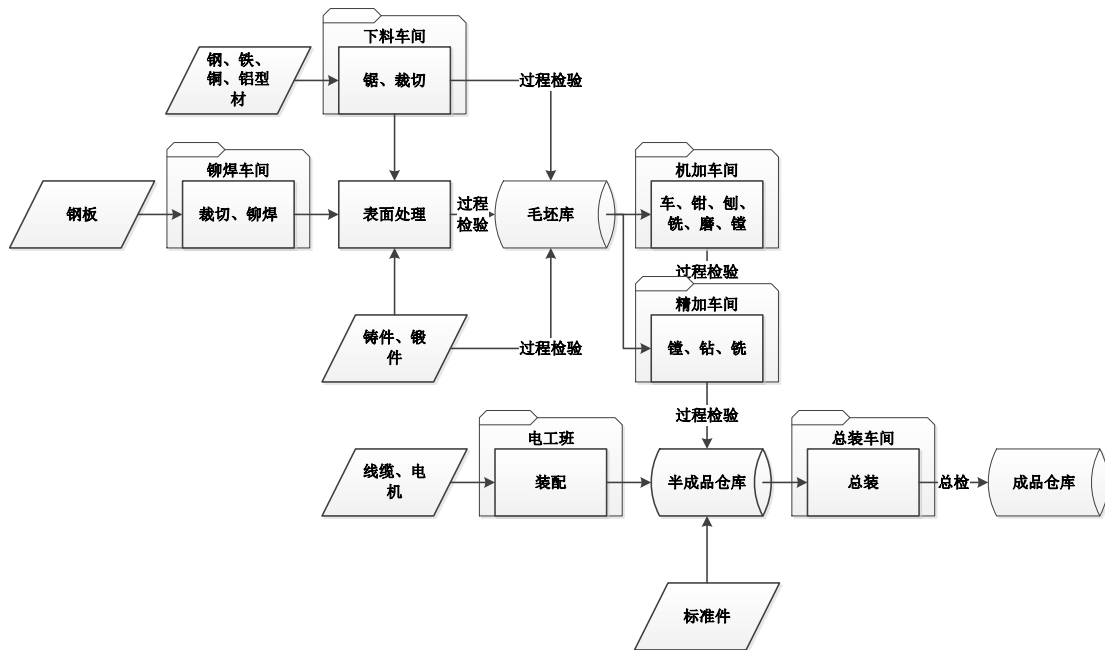 下料车间
钢、铁、
铜、铝型
材
锯、裁切
过程检验
铆焊车间
机加车间
钢板
裁切、铆焊
表面处理
过程
检验
毛坯库
车、钳、刨、
铣、磨、镗
过程检验
精加车间
铸件、锻
件
过程检验
镗、钻、铣
过程检验
电工班
总装车间
线缆、电
机
装配
半成品仓库
总装
总检
成品仓库
标准件